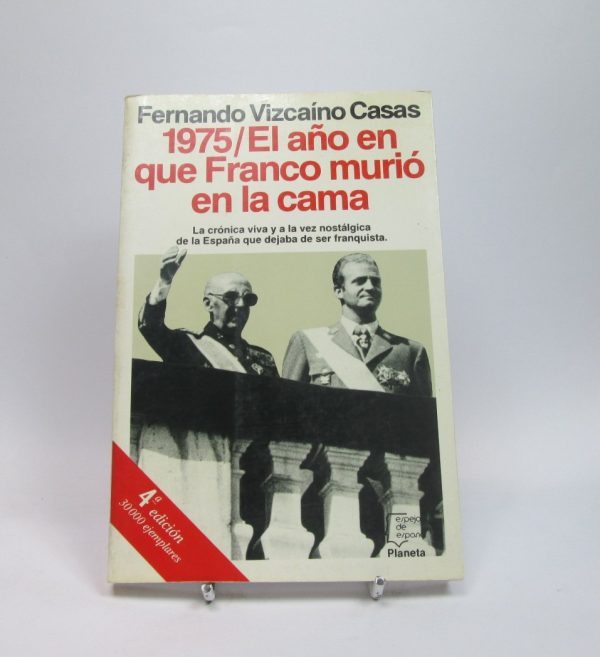 Fernando Vizcaíno Casas
1975/El año en
que Franco murió
en la cama
La crónica viva y a la vez nostálgica
de la España que dejaba de ser franquista.
4ª
edición
30000 ejemplares
espejo
de
españa
Planeta